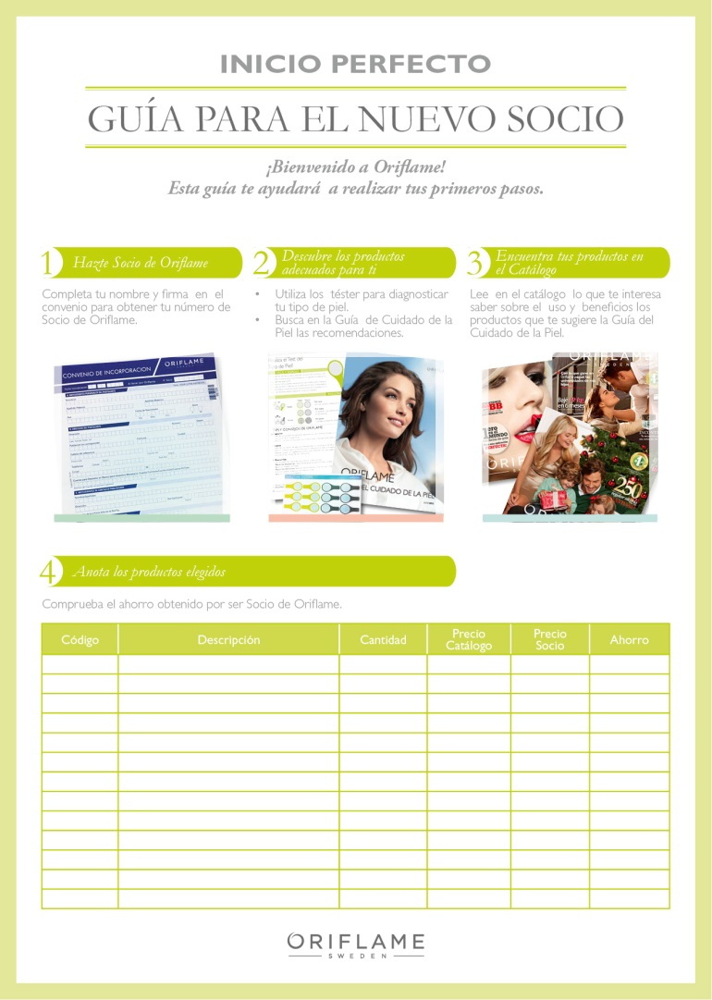 INICIO PERFECTO
GUÍA PARA EL NUEVO SOCIO
¡Bienvenido a Oriflame!
Esta guía te ayudará a realizar tus primeros pasos.
1 Hazte Socio de Oriflame
Completa tu nombre y firma en el
convenio para obtener tu número de
Socio de Oriflame.
CONVENIO DE INCORPORACIÓN
ORIFLAME
2 Descubre los productos
adecuados para ti
• Utiliza los téster para diagnosticar
tu tipo de piel.
• Busca en la Guía de Cuidado de la
Piel las recomendaciones.
ORIFLAME
EL CUIDADO DE LA PIEL
3 Encuentra tus productos en
el Catálogo
Lee en el catálogo lo que te interesa
saber sobre el uso y beneficios los
productos que te sugiere la Guía del
Cuidado de la Piel.
ORIFLAME
BB
250
4 Anota los productos elegidos
Comprueba el ahorro obtenido por ser Socio de Oriflame.
Código Descripción Cantidad Precio Catálogo Precio Socio Ahorro
ORIFLAME
SWEDEN